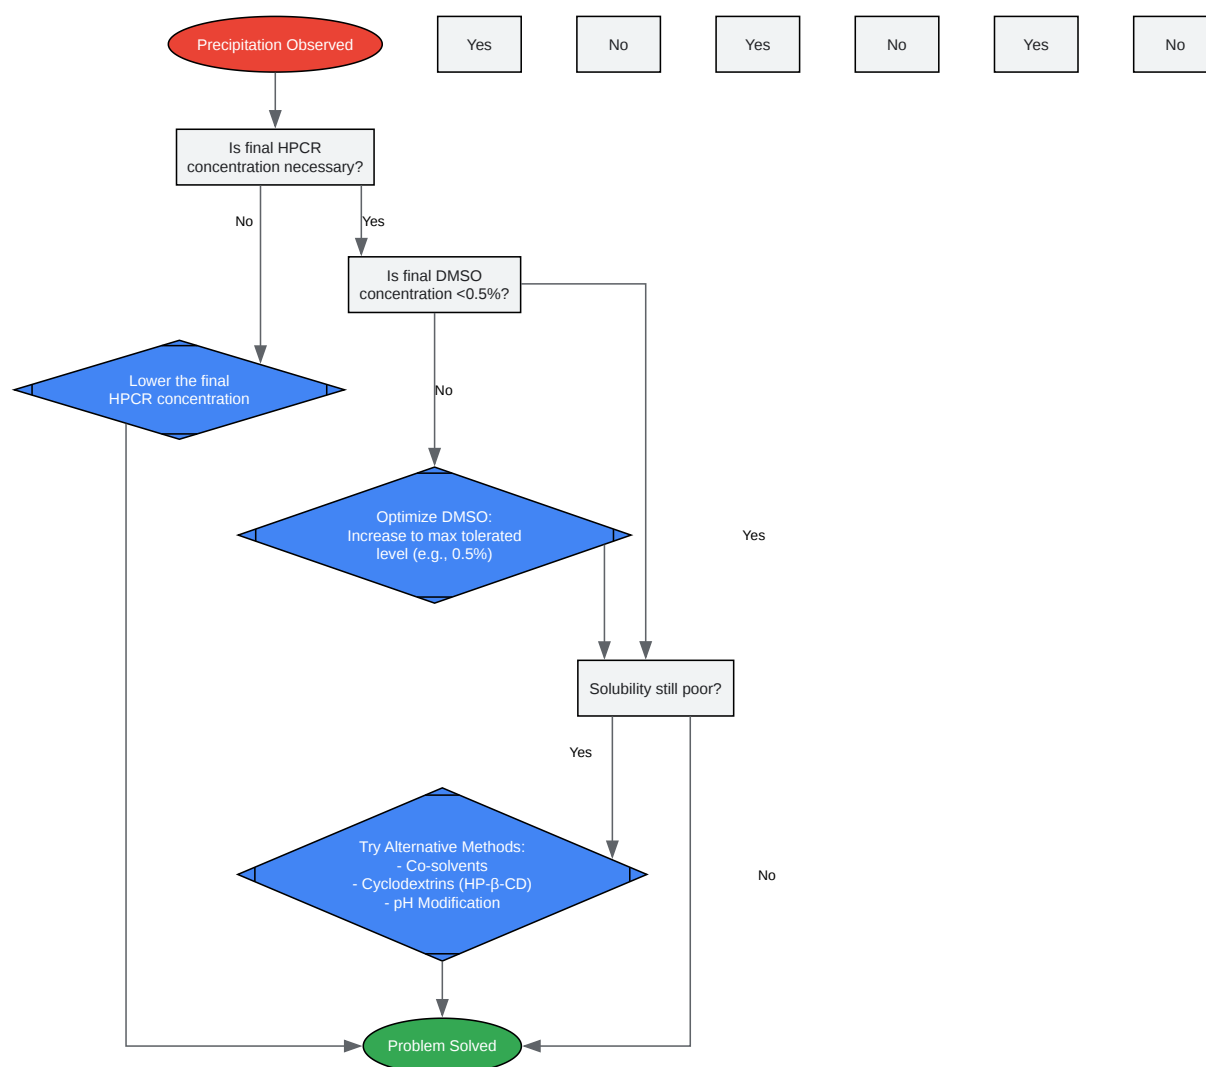 Precipitation Observed
Yes
No
Yes
No
Yes
No
Is final HPCR
concentration necessary?
No
Yes
Is final DMSO
concentration <0.5%?
Lower the final
HPCR concentration
No
Optimize DMSO:
Increase to max tolerated
level (e.g., 0.5%)
Yes
Solubility still poor?
Yes
Try Alternative Methods:
- Co-solvents
- Cyclodextrins (HP-β-CD)
- pH Modification
No
Problem Solved